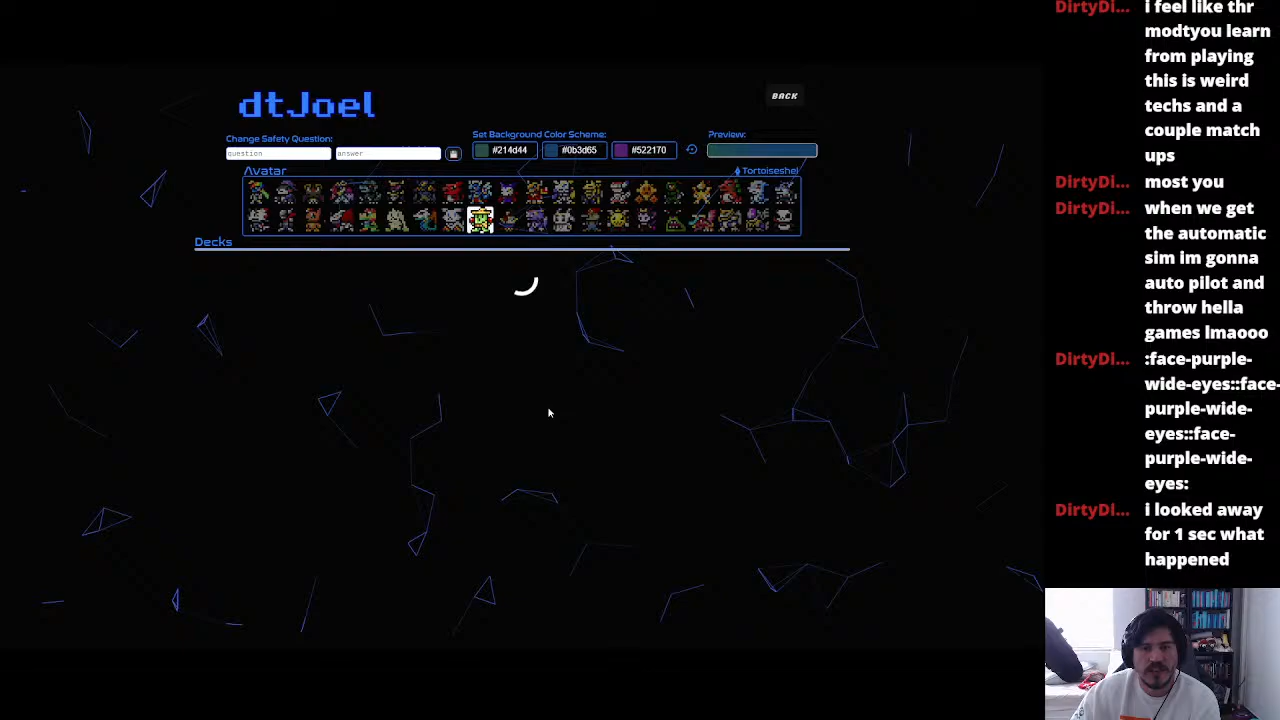 dtJoel
BACK
Change Safety Question:
question
answer
Set Background Color Scheme:
#214d44
#0b3d65
#522170
Preview:
Avatar
Tortoiseshel
Decks
DirtyDi... i feel like thr
modtyou learn
from playing
this is weird
techs and a
couple match
ups
DirtyDi... most you
DirtyDi... when we get
the automatic
sim im gonna
auto pilot and
throw hella
games lmaooo
DirtyDi... :face-purple-
wide-eyes::face-
purple-wide-
eyes::face-
purple-wide-
eyes:
DirtyDi... i looked away
for 1 sec what
happened